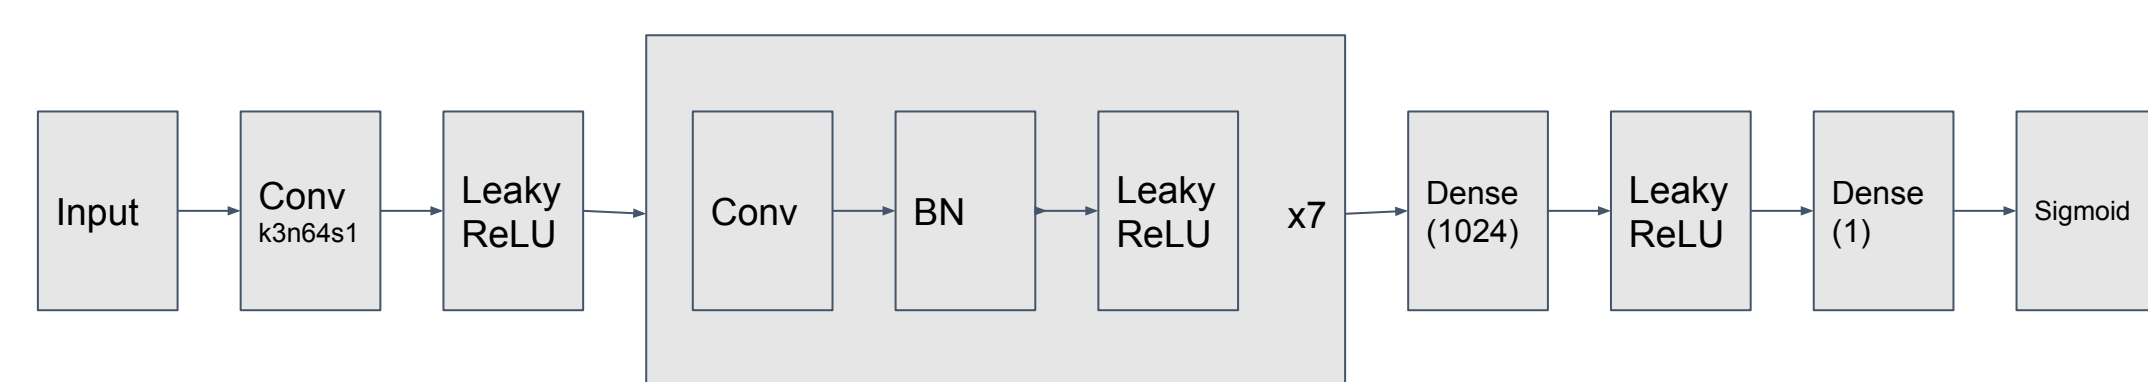 Input
Conv
k3n64s1
Leaky
ReLU
Conv
BN
Leaky
ReLU
x7
Dense
(1024)
Leaky
ReLU
Dense
(1)
Sigmoid